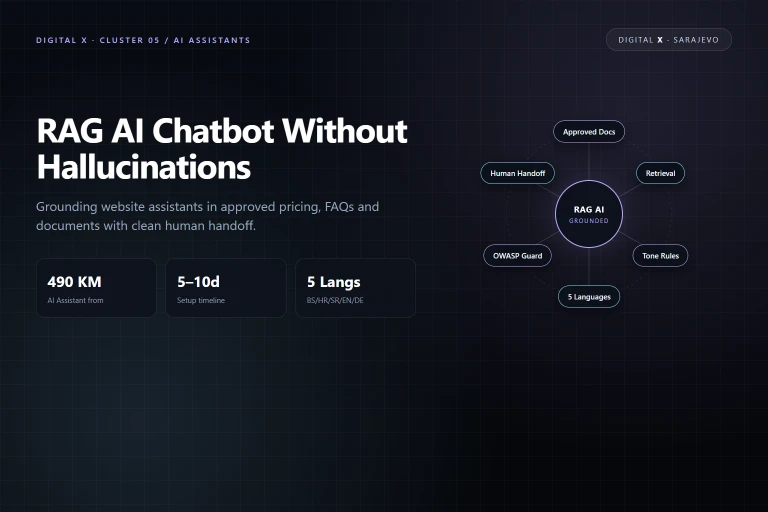 DIGITAL X · CLUSTER 05 / AI ASSISTANTS
DIGITAL X · SARAJEVO
RAG AI Chatbot Without
Hallucinations
Grounding website assistants in approved pricing, FAQs and
documents with clean human handoff.
490 KM
AI Assistant from
5–10d
Setup timeline
5 Langs
BS/HR/SR/EN/DE
Approved Docs
Human Handoff
Retrieval
RAG AI
GROUNDED
OWASP Guard
Tone Rules
5 Languages